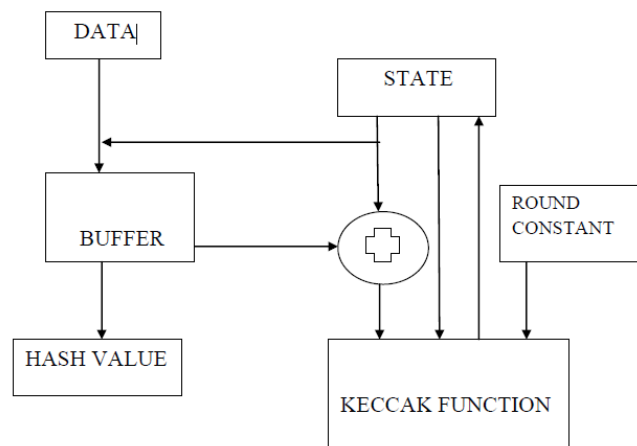 DATA
STATE
BUFFER
ROUND
CONSTANT
HASH VALUE
KECCAK FUNCTION